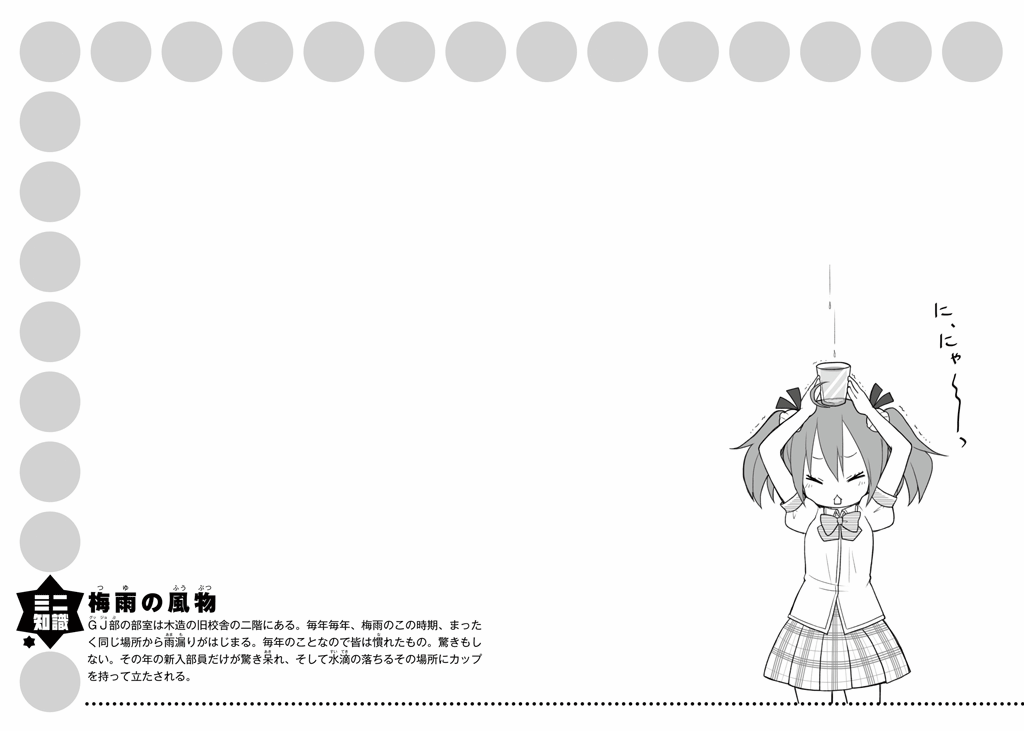 に、にゃ〜〜っ
ミニ
知識
梅雨の風物
ＧＪ部の部室は木造の旧校舎の二階にある。毎年毎年、梅雨のこの時期、まった
く同じ場所から雨漏りがはじまる。毎年のことなので皆は慣れたもの。驚きもし
ない。その年の新入部員だけが驚き呆れ、そして水滴の落ちるその場所にカップ
を持って立たされる。